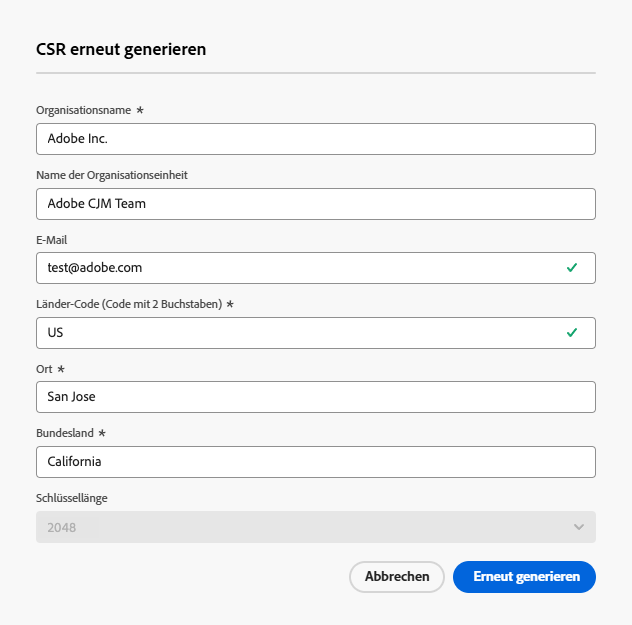 CSR erneut generieren
Organisationsname *
Adobe Inc.
Name der Organisationseinheit
Adobe CJM Team
E-Mail
test@adobe.com
Länder-Code (Code mit 2 Buchstaben) *
US
Ort *
San Jose
Bundesland *
California
Schlüssellänge
2048
Abbrechen Erneut generieren